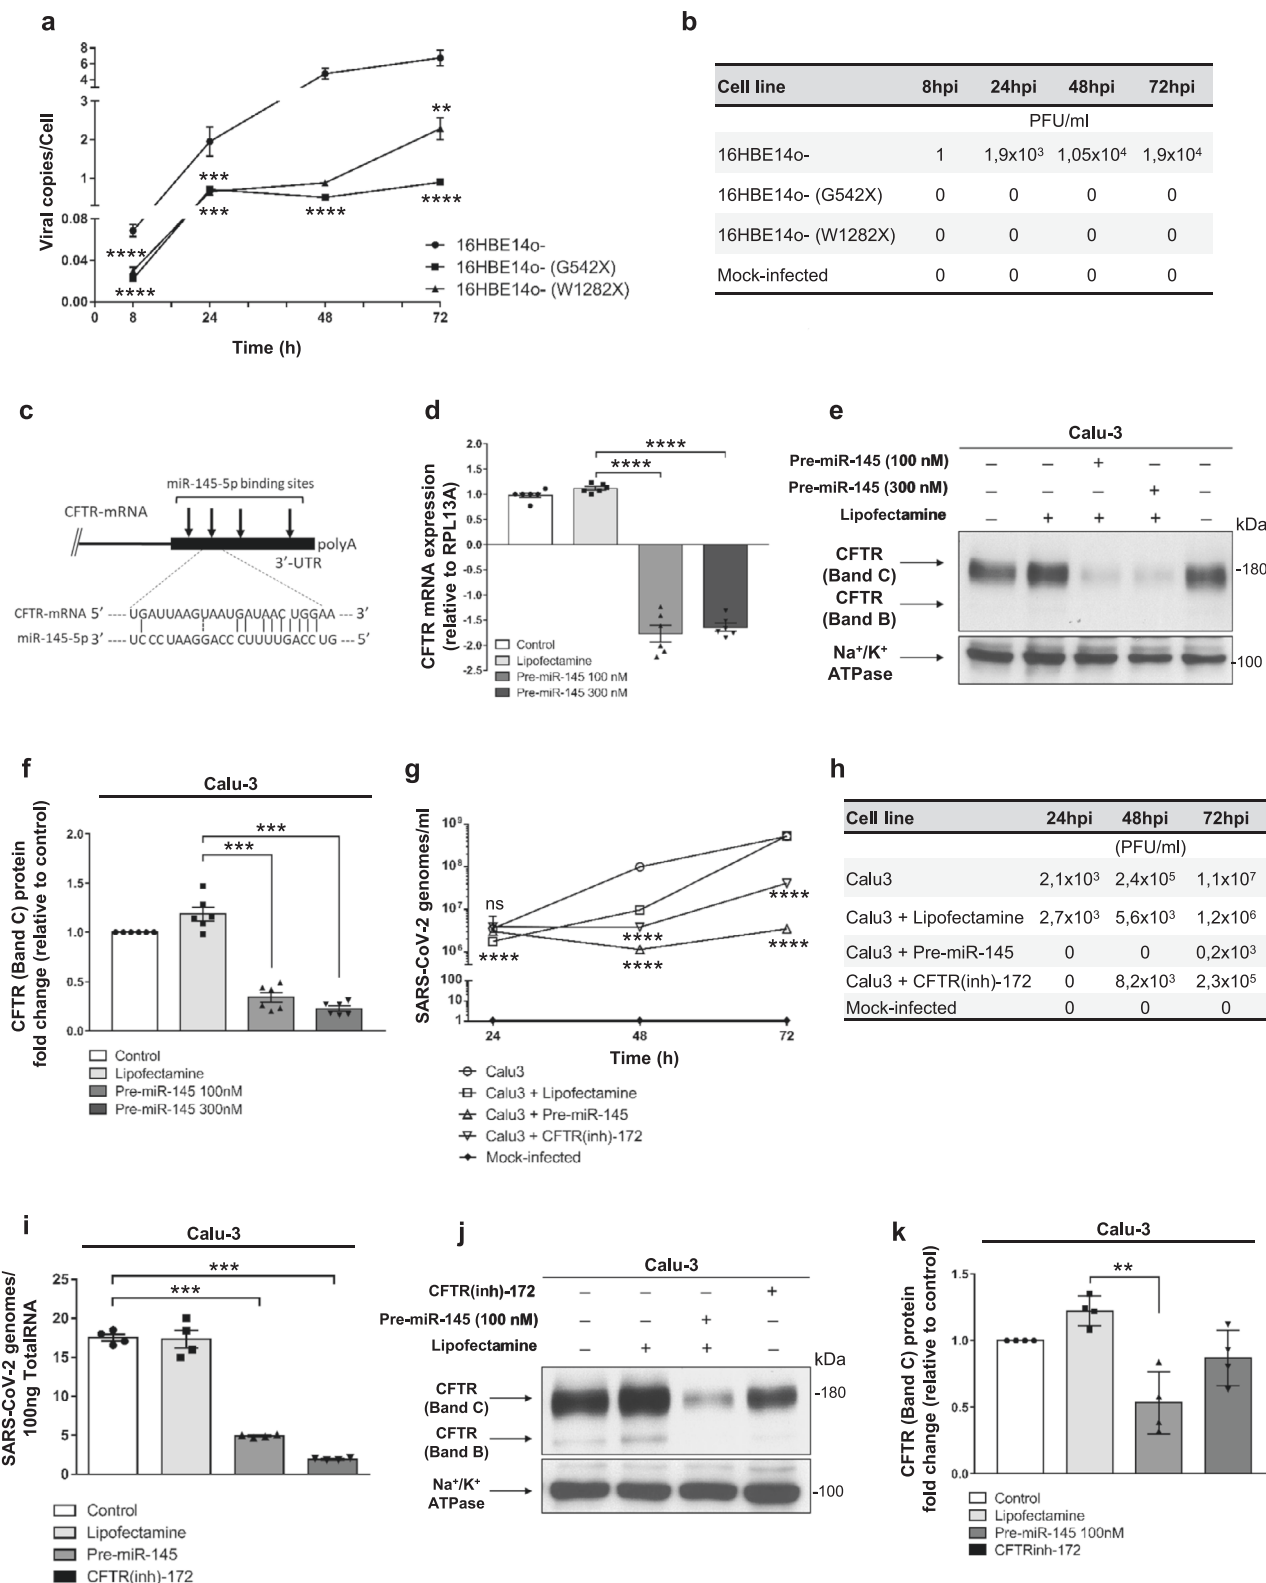 a
Viral copies/Cell
8
6
4
3
2
1
0.08
0.04
0.00
0
8
24
48
72
Time (h)
****
****
***
***
****
**
****
16HBE14o-
16HBE14o- (G542X)
16HBE14o- (W1282X)
b
Cell line 8hpi 24hpi 48hpi 72hpi
PFU/ml
16HBE14o- 1 1,9x10³ 1,05x10⁴ 1,9x10⁴
16HBE14o- (G542X) 0 0 0 0
16HBE14o- (W1282X) 0 0 0 0
Mock-infected 0 0 0 0
c
miR-145-5p binding sites
CFTR-mRNA
polyA
3'-UTR
CFTR-mRNA 5' ---- UGAUUAAGUAAUGAUAAC UGGAA --- 3'
miR-145-5p 3' ---- UC CC UAAGGACC CUUUUGACC UG --- 5'
d
CFTR mRNA expression
(relative to RPL13A)
2.0
1.5
1.0
0.5
0.0
-0.5
-1.0
-1.5
-2.0
-2.5
****
****
Control
Lipofectamine
Pre-miR-145 100 nM
Pre-miR-145 300 nM
e
Calu-3
Pre-miR-145 (100 nM) – – + – –
Pre-miR-145 (300 nM) – – – + –
Lipofectamine – + + + –
kDa
CFTR
(Band C)
-180
CFTR
(Band B)
Na⁺/K⁺
ATPase
-100
f
Calu-3
CFTR (Band C) protein
fold change (relative to control)
2.0
1.5
1.0
0.5
0.0
***
***
Control
Lipofectamine
Pre-miR-145 100nM
Pre-miR-145 300nM
g
SARS-CoV-2 genomes/ml
10⁹
10⁸
10⁷
10⁶
100
10
1
24
48
72
Time (h)
ns
****
****
****
****
****
Calu3
Calu3 + Lipofectamine
Calu3 + Pre-miR-145
Calu3 + CFTR(inh)-172
Mock-infected
h
Cell line 24hpi 48hpi 72hpi
(PFU/ml)
Calu3 2,1x10³ 2,4x10⁵ 1,1x10⁷
Calu3 + Lipofectamine 2,7x10³ 5,6x10³ 1,2x10⁶
Calu3 + Pre-miR-145 0 0 0,2x10³
Calu3 + CFTR(inh)-172 0 8,2x10³ 2,3x10⁵
Mock-infected 0 0 0
i
Calu-3
SARS-CoV-2 genomes/
100ng TotalRNA
25
20
15
10
5
0
***
***
Control
Lipofectamine
Pre-miR-145
CFTR(inh)-172
j
Calu-3
CFTR(inh)-172 – – – +
Pre-miR-145 (100 nM) – – + –
Lipofectamine – + + –
kDa
CFTR
(Band C)
-180
CFTR
(Band B)
Na⁺/K⁺
ATPase
-100
k
Calu-3
CFTR (Band C) protein
fold change (relative to control)
1.5
1.0
0.5
0.0
**
Control
Lipofectamine
Pre-miR-145 100nM
CFTRinh-172